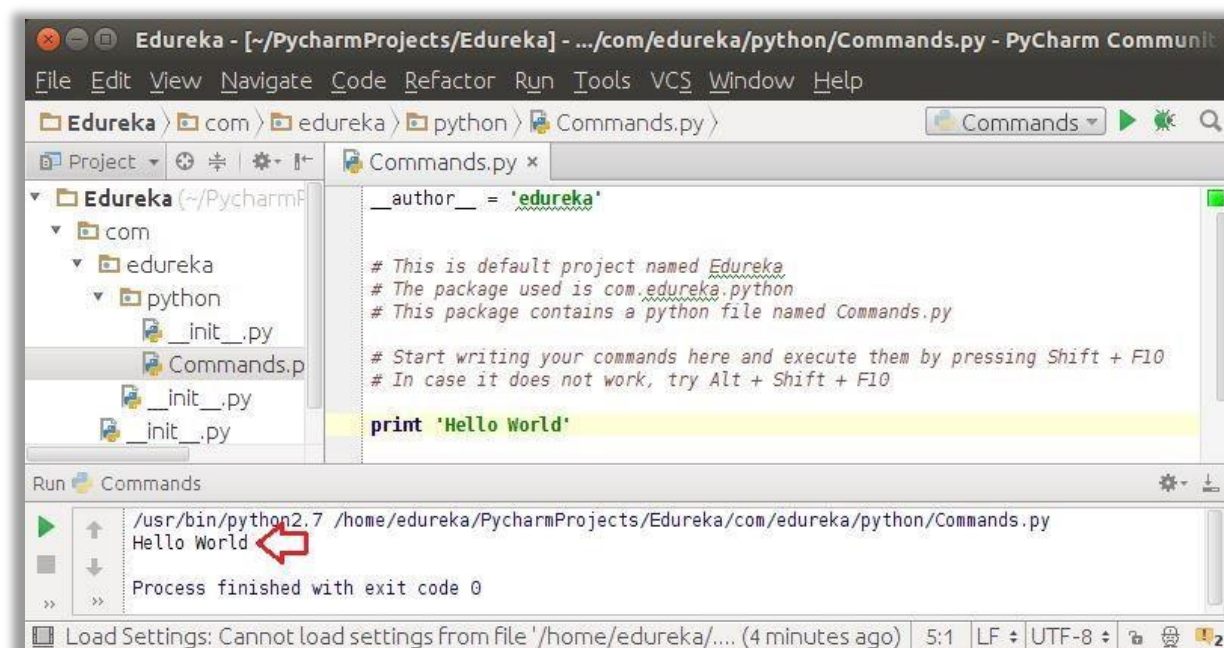 Edureka - [~/PycharmProjects/Edureka] - .../com/edureka/python/Commands.py - PyCharm Communit
File Edit View Navigate Code Refactor Run Tools VCS Window Help
Edureka com edureka python Commands.py Commands
Project Commands.py
Edureka (~/PycharmP
com
edureka
python
__init__.py
Commands.p
__init__.py
__init__.py
__author__ = 'edureka'
# This is default project named Edureka
# The package used is com.edureka.python
# This package contains a python file named Commands.py
# Start writing your commands here and execute them by pressing Shift + F10
# In case it does not work, try Alt + Shift + F10
print 'Hello World'
Run Commands
/usr/bin/python2.7 /home/edureka/PycharmProjects/Edureka/com/edureka/python/Commands.py
Hello World
Process finished with exit code 0
Load Settings: Cannot load settings from file '/home/edureka/.... (4 minutes ago) 5:1 LF UTF-8 2